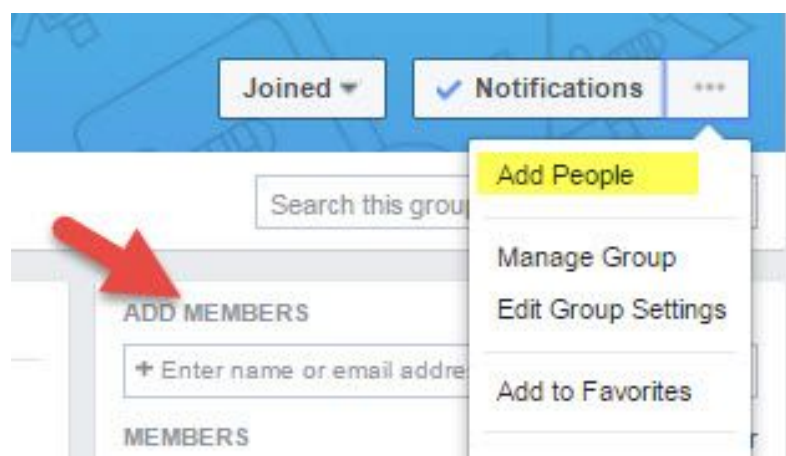 Joined
Notifications
Add People
Search this grou
Manage Group
ADD MEMBERS
Edit Group Settings
+ Enter name or email addre
Add to Favorites
MEMBERS